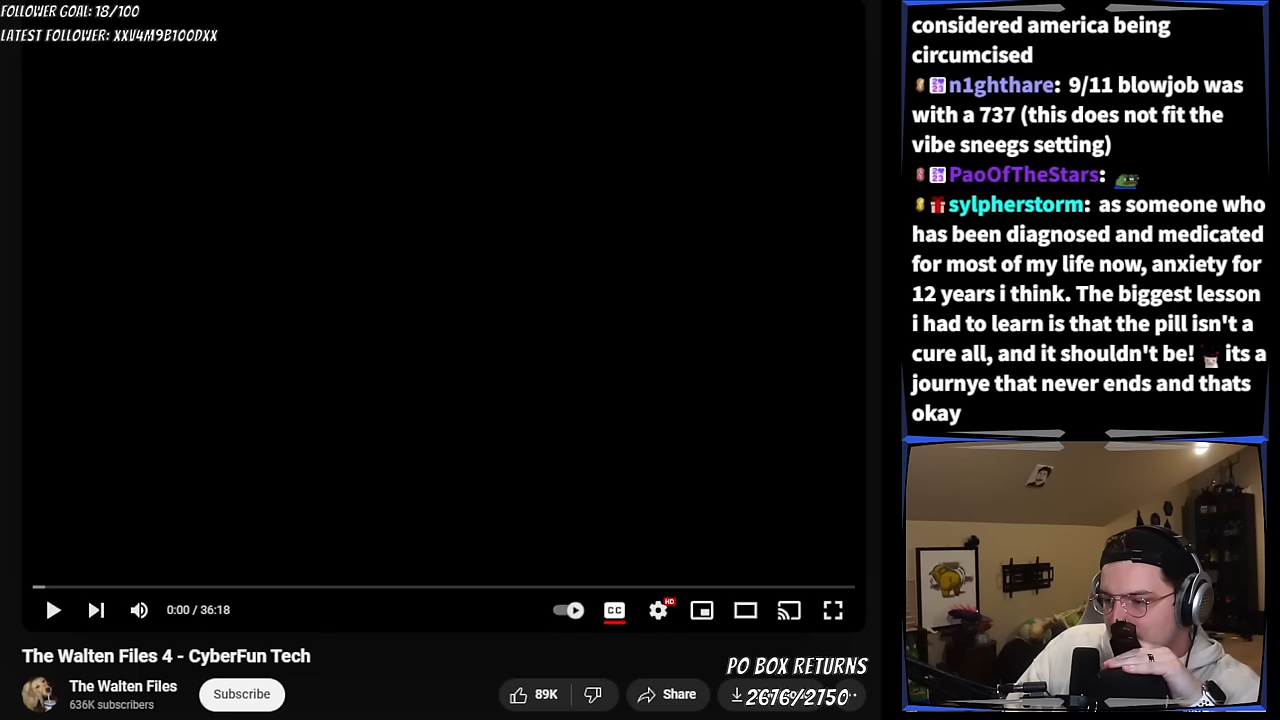 FOLLOWER GOAL: 18/100
LATEST FOLLOWER: XXV4M9B100DXX
considered america being
circumcised
n1ghthare: 9/11 blowjob was
with a 737 (this does not fit the
vibe sneegs setting)
PaoOfTheStars:
sylpherstorm: as someone who
has been diagnosed and medicated
for most of my life now, anxiety for
12 years i think. The biggest lesson
i had to learn is that the pill isn't a
cure all, and it shouldn't be! its a
journye that never ends and thats
okay
0:00 / 36:18
CC
HD
The Walten Files 4 - CyberFun Tech
The Walten Files
636K subscribers
Subscribe
89K
Share
PO BOX RETURNS
2676/2750